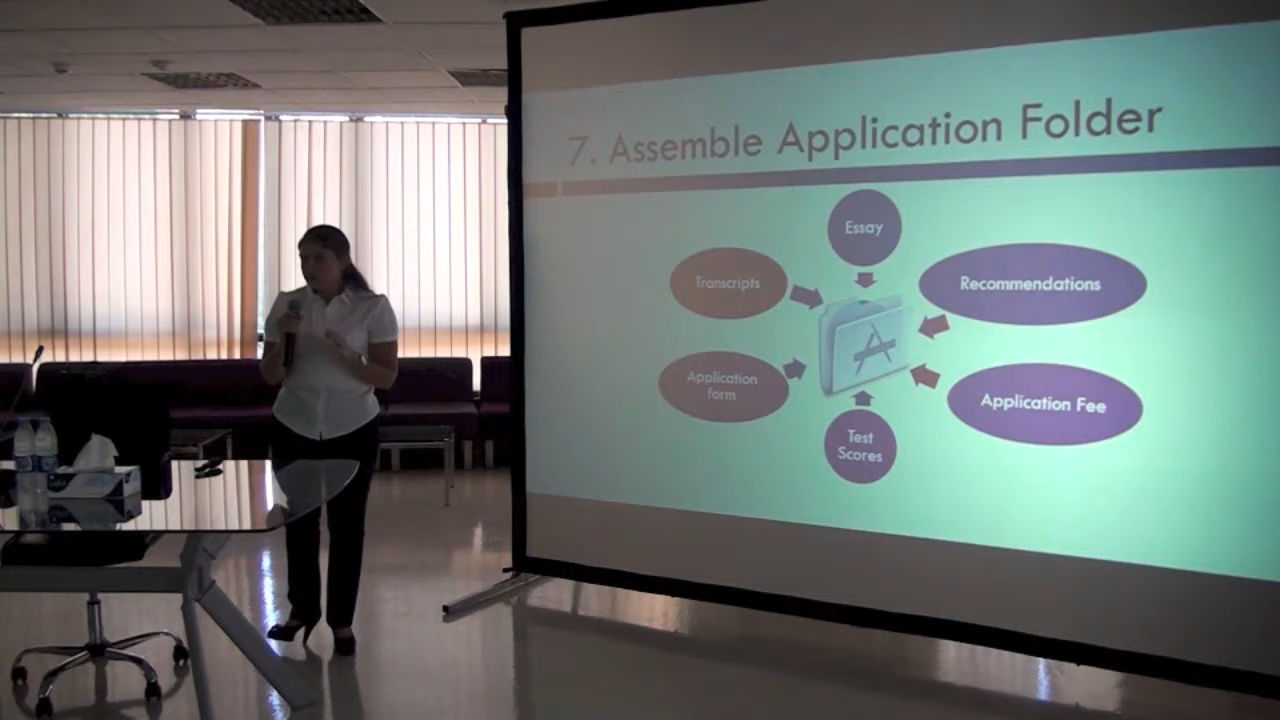 7. Assemble Application Folder
Essay
Transcripts
Recommendations
Application
form
Application Fee
Test
Scores